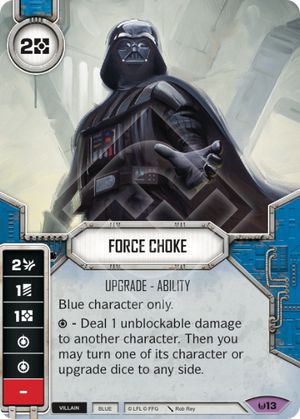 2
FORCE CHOKE
UPGRADE - ABILITY
Blue character only.
- Deal 1 unblockable damage
to another character. Then you
may turn one of its character or
upgrade dice to any side.
2
1
1
-
VILLAIN BLUE © LFL © FFG Rob Rey 13